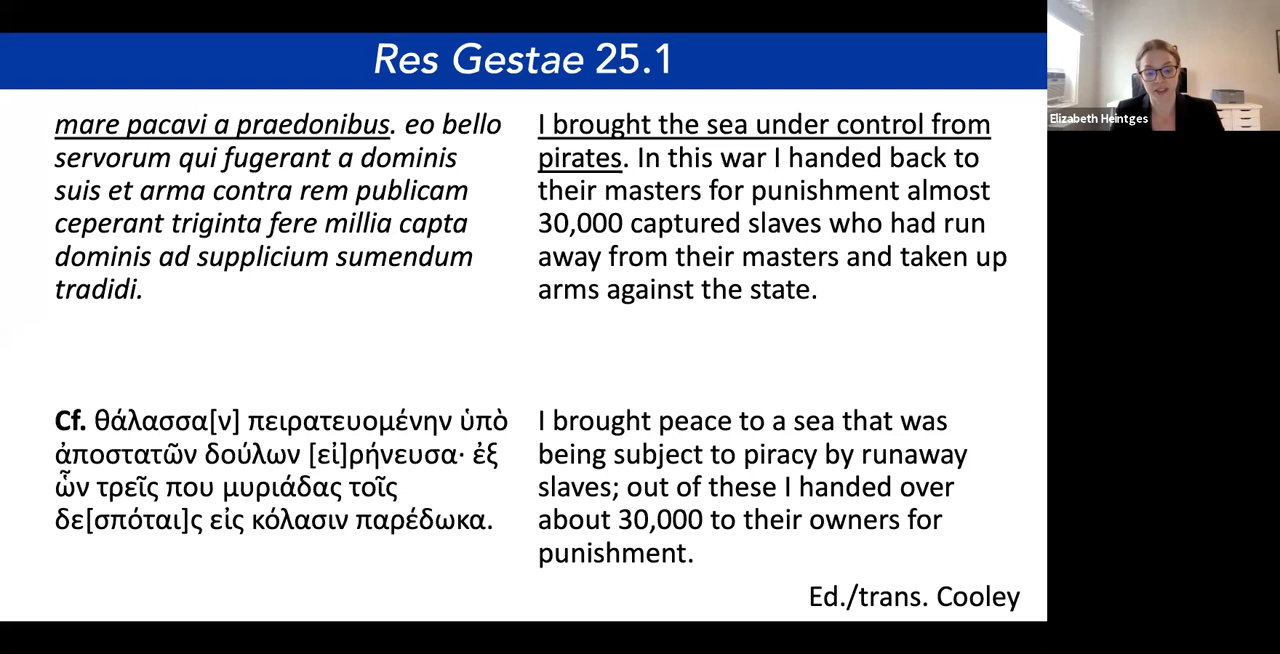 Res Gestae 25.1
mare pacavi a praedonibus. eo bello
servorum qui fugerant a dominis
suis et arma contra rem publicam
ceperant triginta fere millia capta
dominis ad supplicium sumendum
tradidi.
I brought the sea under control from
pirates. In this war I handed back to
their masters for punishment almost
30,000 captured slaves who had run
away from their masters and taken up
arms against the state.
Cf. θάλασσα[ν] πειρατευομένην ὑπὸ
ἀποστατῶν δούλων [εἰ]ρήνευσα· ἐξ
ὧν τρεῖς που μυριάδας τοῖς
δε[σπόται]ς εἰς κόλασιν παρέδωκα.
I brought peace to a sea that was
being subject to piracy by runaway
slaves; out of these I handed over
about 30,000 to their owners for
punishment.
Ed./trans. Cooley
Elizabeth Heintges